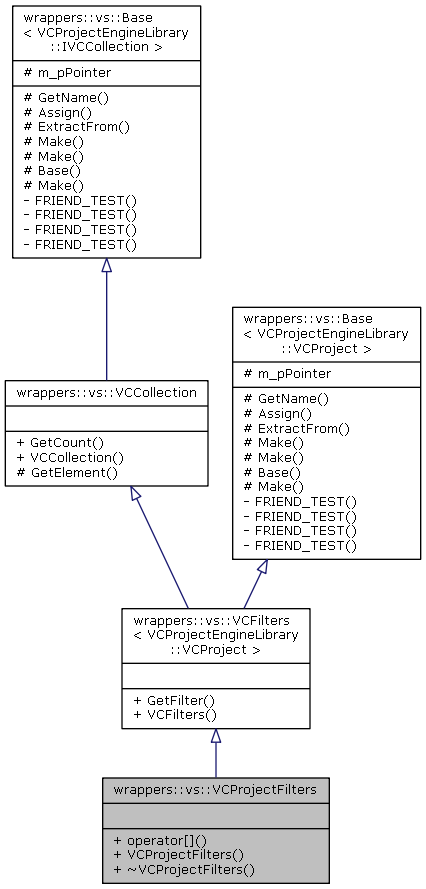 wrappers::vs::Base
< VCProjectEngineLibrary
::IVCCollection >
# m_pPointer
# GetName()
# Assign()
# ExtractFrom()
# Make()
# Make()
# Base()
# Make()
- FRIEND_TEST()
- FRIEND_TEST()
- FRIEND_TEST()
- FRIEND_TEST()
wrappers::vs::Base
< VCProjectEngineLibrary
::VCProject >
# m_pPointer
# GetName()
# Assign()
# ExtractFrom()
# Make()
# Make()
# Base()
# Make()
- FRIEND_TEST()
- FRIEND_TEST()
- FRIEND_TEST()
- FRIEND_TEST()
wrappers::vs::VCCollection
+ GetCount()
+ VCCollection()
# GetElement()
wrappers::vs::VCFilters
< VCProjectEngineLibrary
::VCProject >
+ GetFilter()
+ VCFilters()
wrappers::vs::VCProjectFilters
+ operator[]()
+ VCProjectFilters()
+ ~VCProjectFilters()